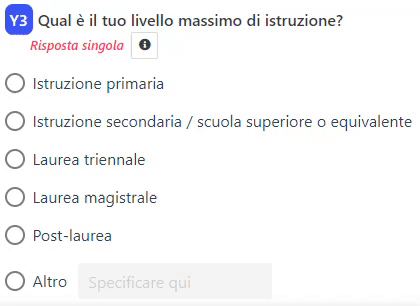 Y3 Qual è il tuo livello massimo di istruzione?
Risposta singola
Istruzione primaria
Istruzione secondaria / scuola superiore o equivalente
Laurea triennale
Laurea magistrale
Post-laurea
Altro Specificare qui